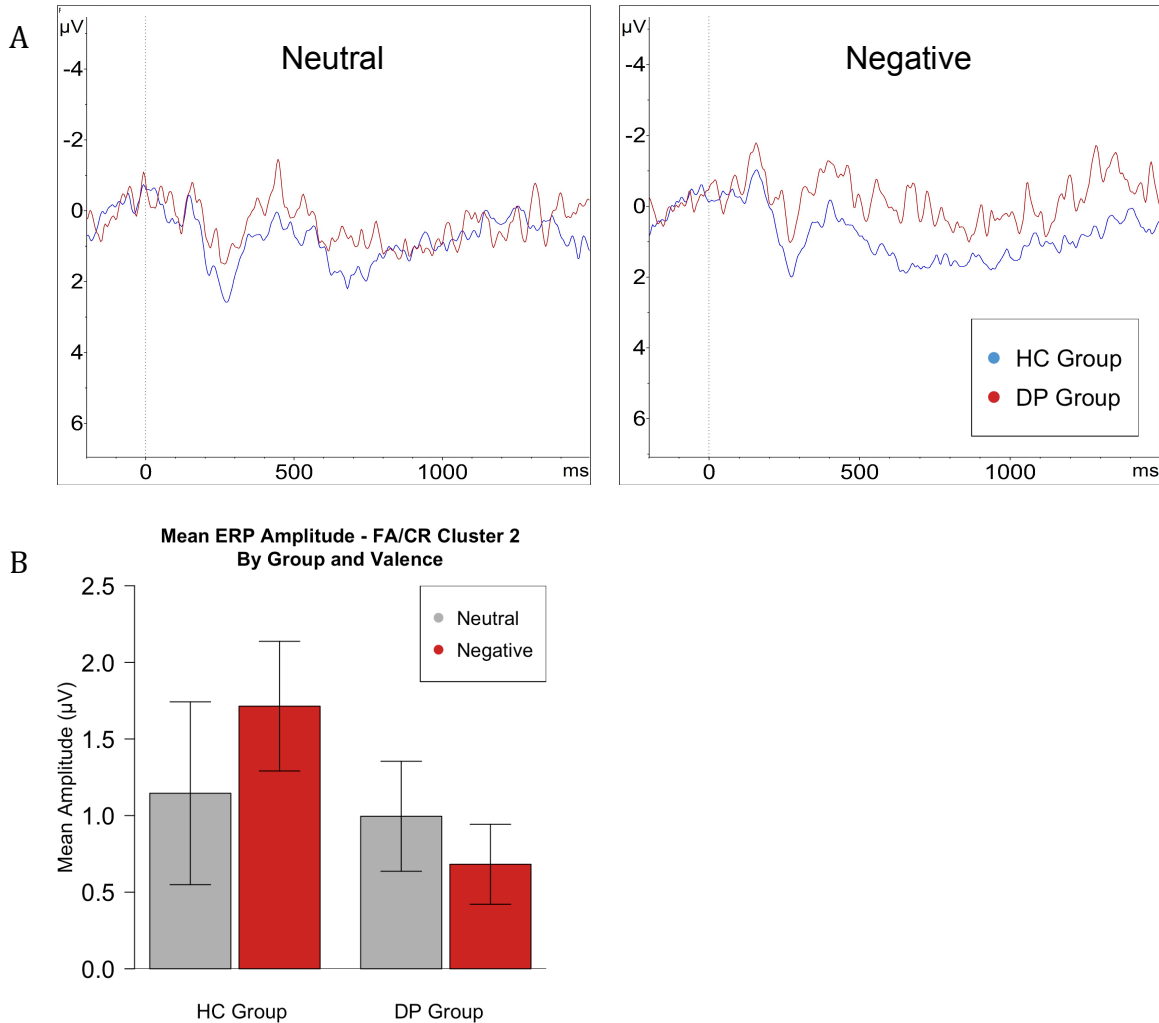 A
µV
Neutral
-4
-2
0
2
4
6
0
500
1000
ms
µV
Negative
-4
-2
0
2
4
6
0
500
1000
ms
HC Group
DP Group
B
Mean ERP Amplitude - FA/CR Cluster 2
By Group and Valence
Mean Amplitude (µV)
2.5
2.0
1.5
1.0
0.5
0.0
Neutral
Negative
HC Group
DP Group